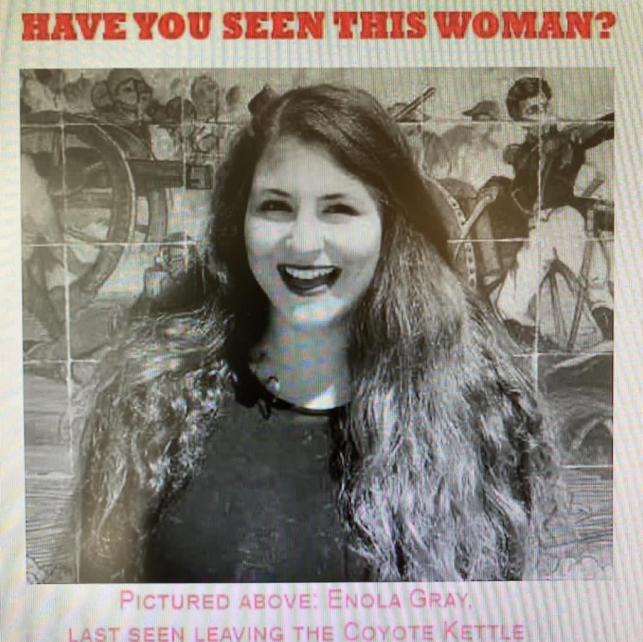 HAVE YOU SEEN THIS WOMAN?
PICTURED ABOVE: ENOLA GRAY,
LAST SEEN LEAVING THE COYOTE KETTLE